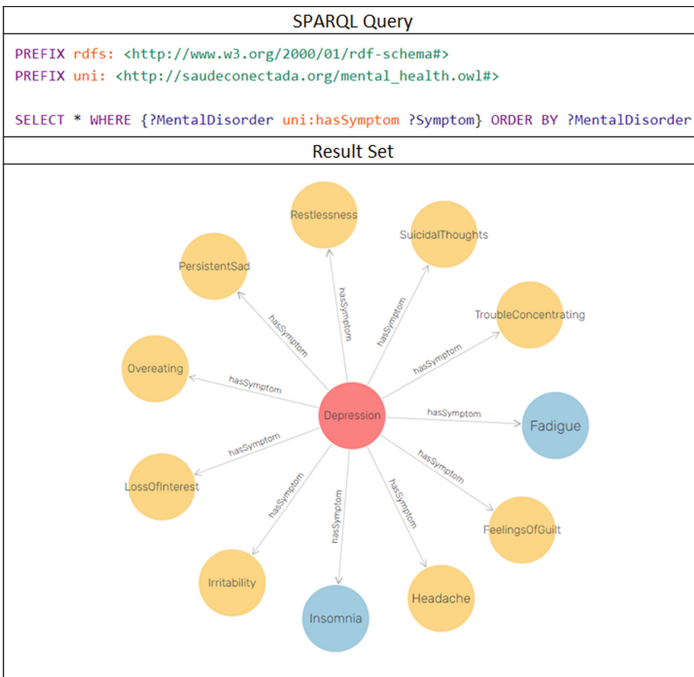 SPARQL Query
PREFIX rdfs: <http://www.w3.org/2000/01/rdf-schema#>
PREFIX uni: <http://saudeconectada.org/mental_health.owl#>
SELECT * WHERE {?MentalDisorder uni:hasSymptom ?Symptom} ORDER BY ?MentalDisorder
Result Set
Restlessness
SuicidalThoughts
PersistentSad
hasSymptom
hasSymptom
hasSymptom
TroubleConcentrating
hasSymptom
Overeating
hasSymptom
Depression
hasSymptom
Fadigue
hasSymptom
LossOfInterest
hasSymptom
hasSymptom
hasSymptom
hasSymptom
FeelingsOfGuilt
Irritability
Headache
Insomnia